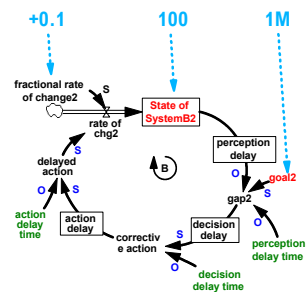 +0.1
100
1M
fractional rate
of change2
S
rate of
chg2
State of
SystemB2
perception
delay
delayed
action
B
S
goal2
O
gap2
O
S
action
delay time
action
delay
decision
delay
S
O
correctiv
e action
O
perception
delay time
decision
delay time